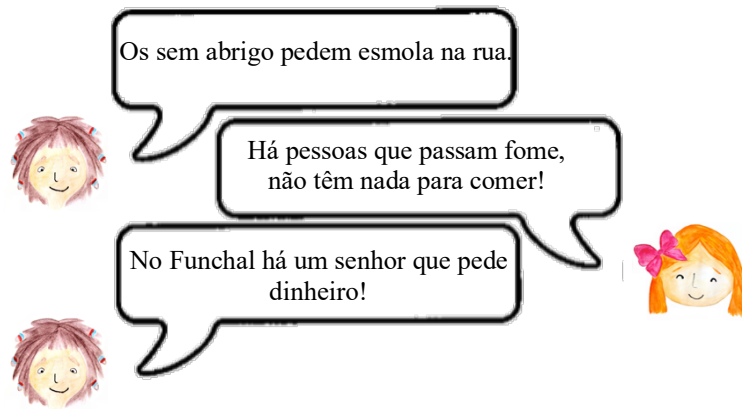 Os sem abrigo pedem esmola na rua.
Há pessoas que passam fome,
não têm nada para comer!
No Funchal há um senhor que pede
dinheiro!